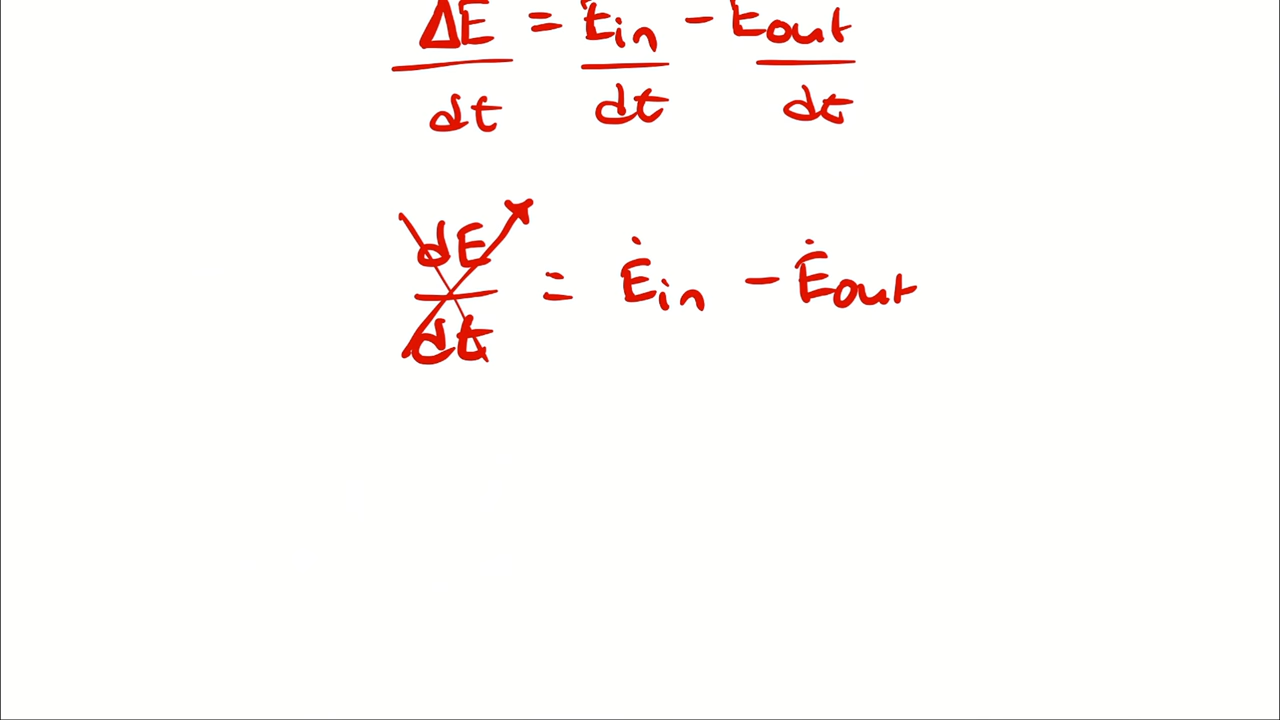 ΔE = Ein - Eout
dt dt dt
dE = Ėin - Ėout
dt